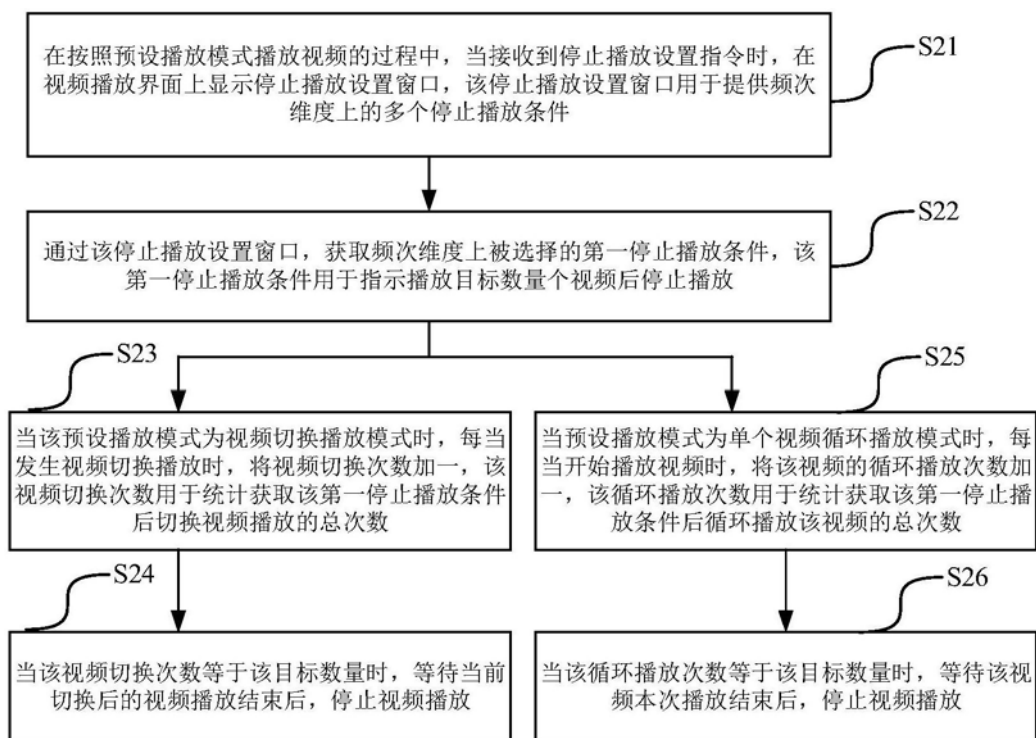 在按照预设播放模式播放视频的过程中，当接收到停止播放设置指令时，在
视频播放界面上显示停止播放设置窗口，该停止播放设置窗口用于提供频次
维度上的多个停止播放条件
S21
通过该停止播放设置窗口，获取频次维度上被选择的第一停止播放条件，该
第一停止播放条件用于指示播放目标数量个视频后停止播放
S22
S23
当该预设播放模式为视频切换播放模式时，每当
发生视频切换播放时，将视频切换次数加一，该
视频切换次数用于统计获取该第一停止播放条件
后切换视频播放的总次数
S25
当预设播放模式为单个视频循环播放模式时，每
当开始播放视频时，将该视频的循环播放次数加
一，该循环播放次数用于统计获取该第一停止播
放条件后循环播放该视频的总次数
S24
当该视频切换次数等于该目标数量时，等待当前
切换后的视频播放结束后，停止视频播放
S26
当该循环播放次数等于该目标数量时，等待该视
频本次播放结束后，停止视频播放